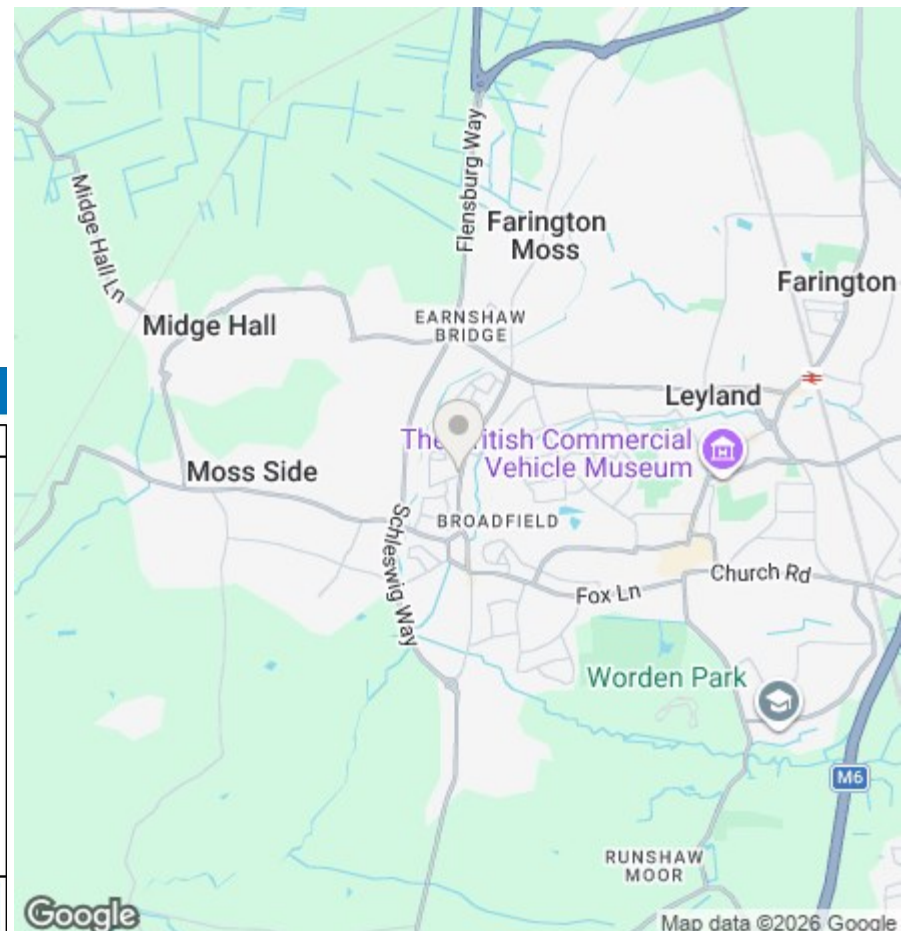 Flensburg Way
Farington
Moss
Farington
Midge Hall Ln
Midge Hall
EARNSHAW
BRIDGE
Leyland
The British Commercial
Vehicle Museum
Moss Side
BROADFIELD
Schleswig Way
Church Rd
Fox Ln
Worden Park
M6
RUNSHAW
MOOR
Google
Map data ©2026 Google